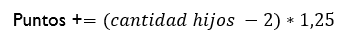 Puntos += (cantidad hijos − 2) * 1,25